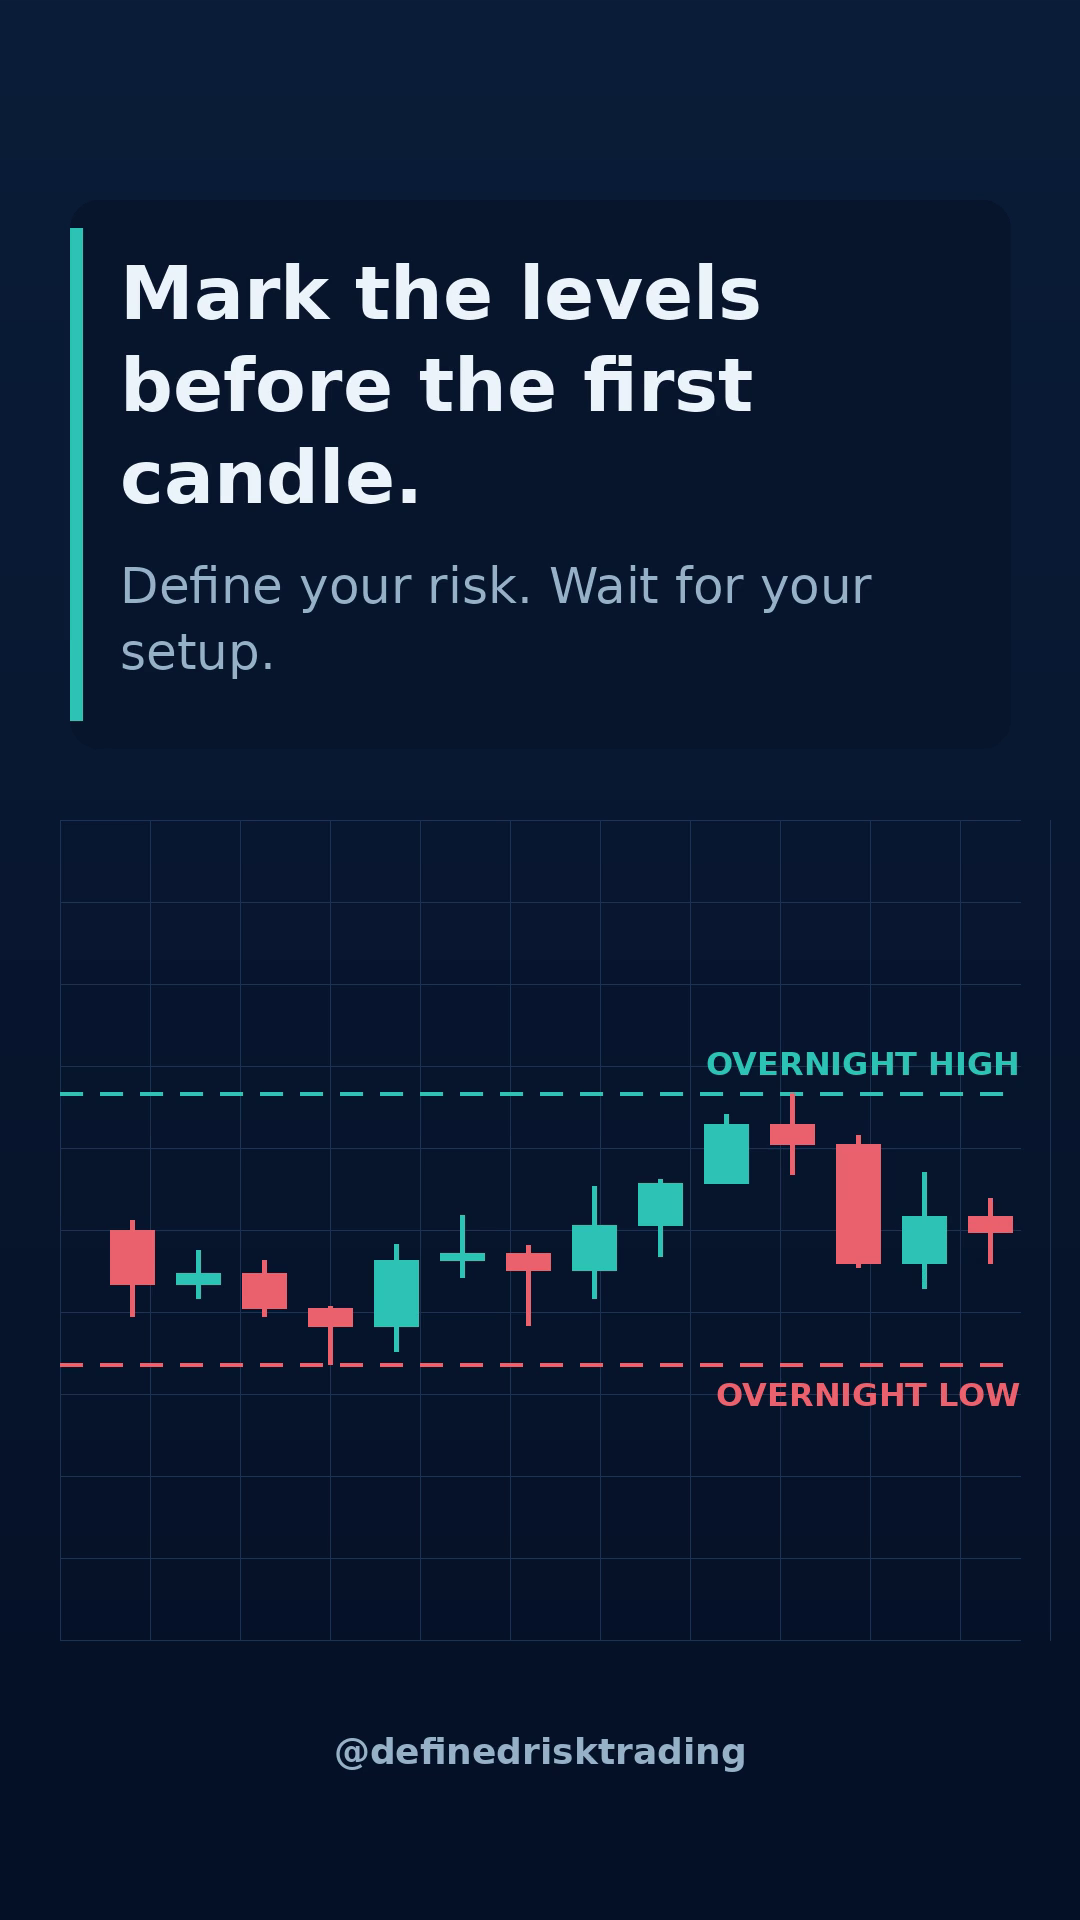 Mark the levels
before the first
candle.
Define your risk. Wait for your
setup.
OVERNIGHT HIGH
OVERNIGHT LOW
@definedrisktrading